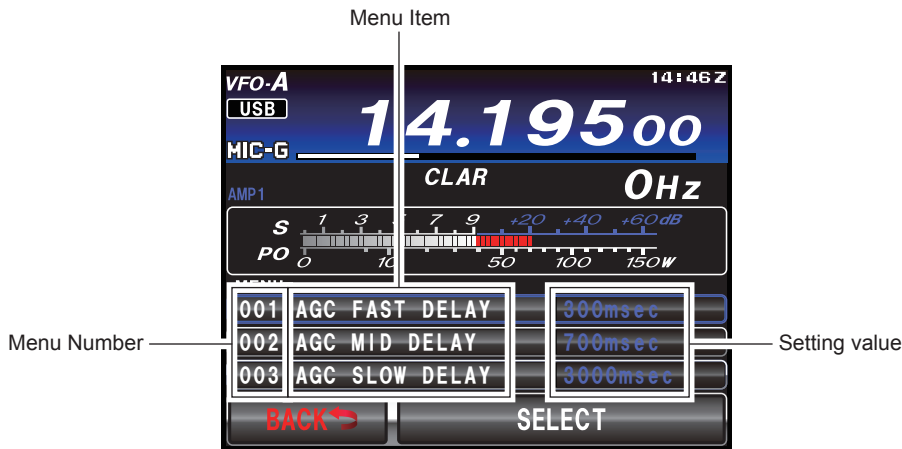 Menu Item
VFO-A
14:46Z
USB
14.19500
MIC-G
CLAR
0Hz
AMP1
S 1 3 7 9 +20 +40 +60dB
PO 0 10 50 100 150W
MENU
Menu Number
001 AGC FAST DELAY 300msec
002 AGC MID DELAY 700msec
003 AGC SLOW DELAY 3000msec
Setting value
BACK SELECT